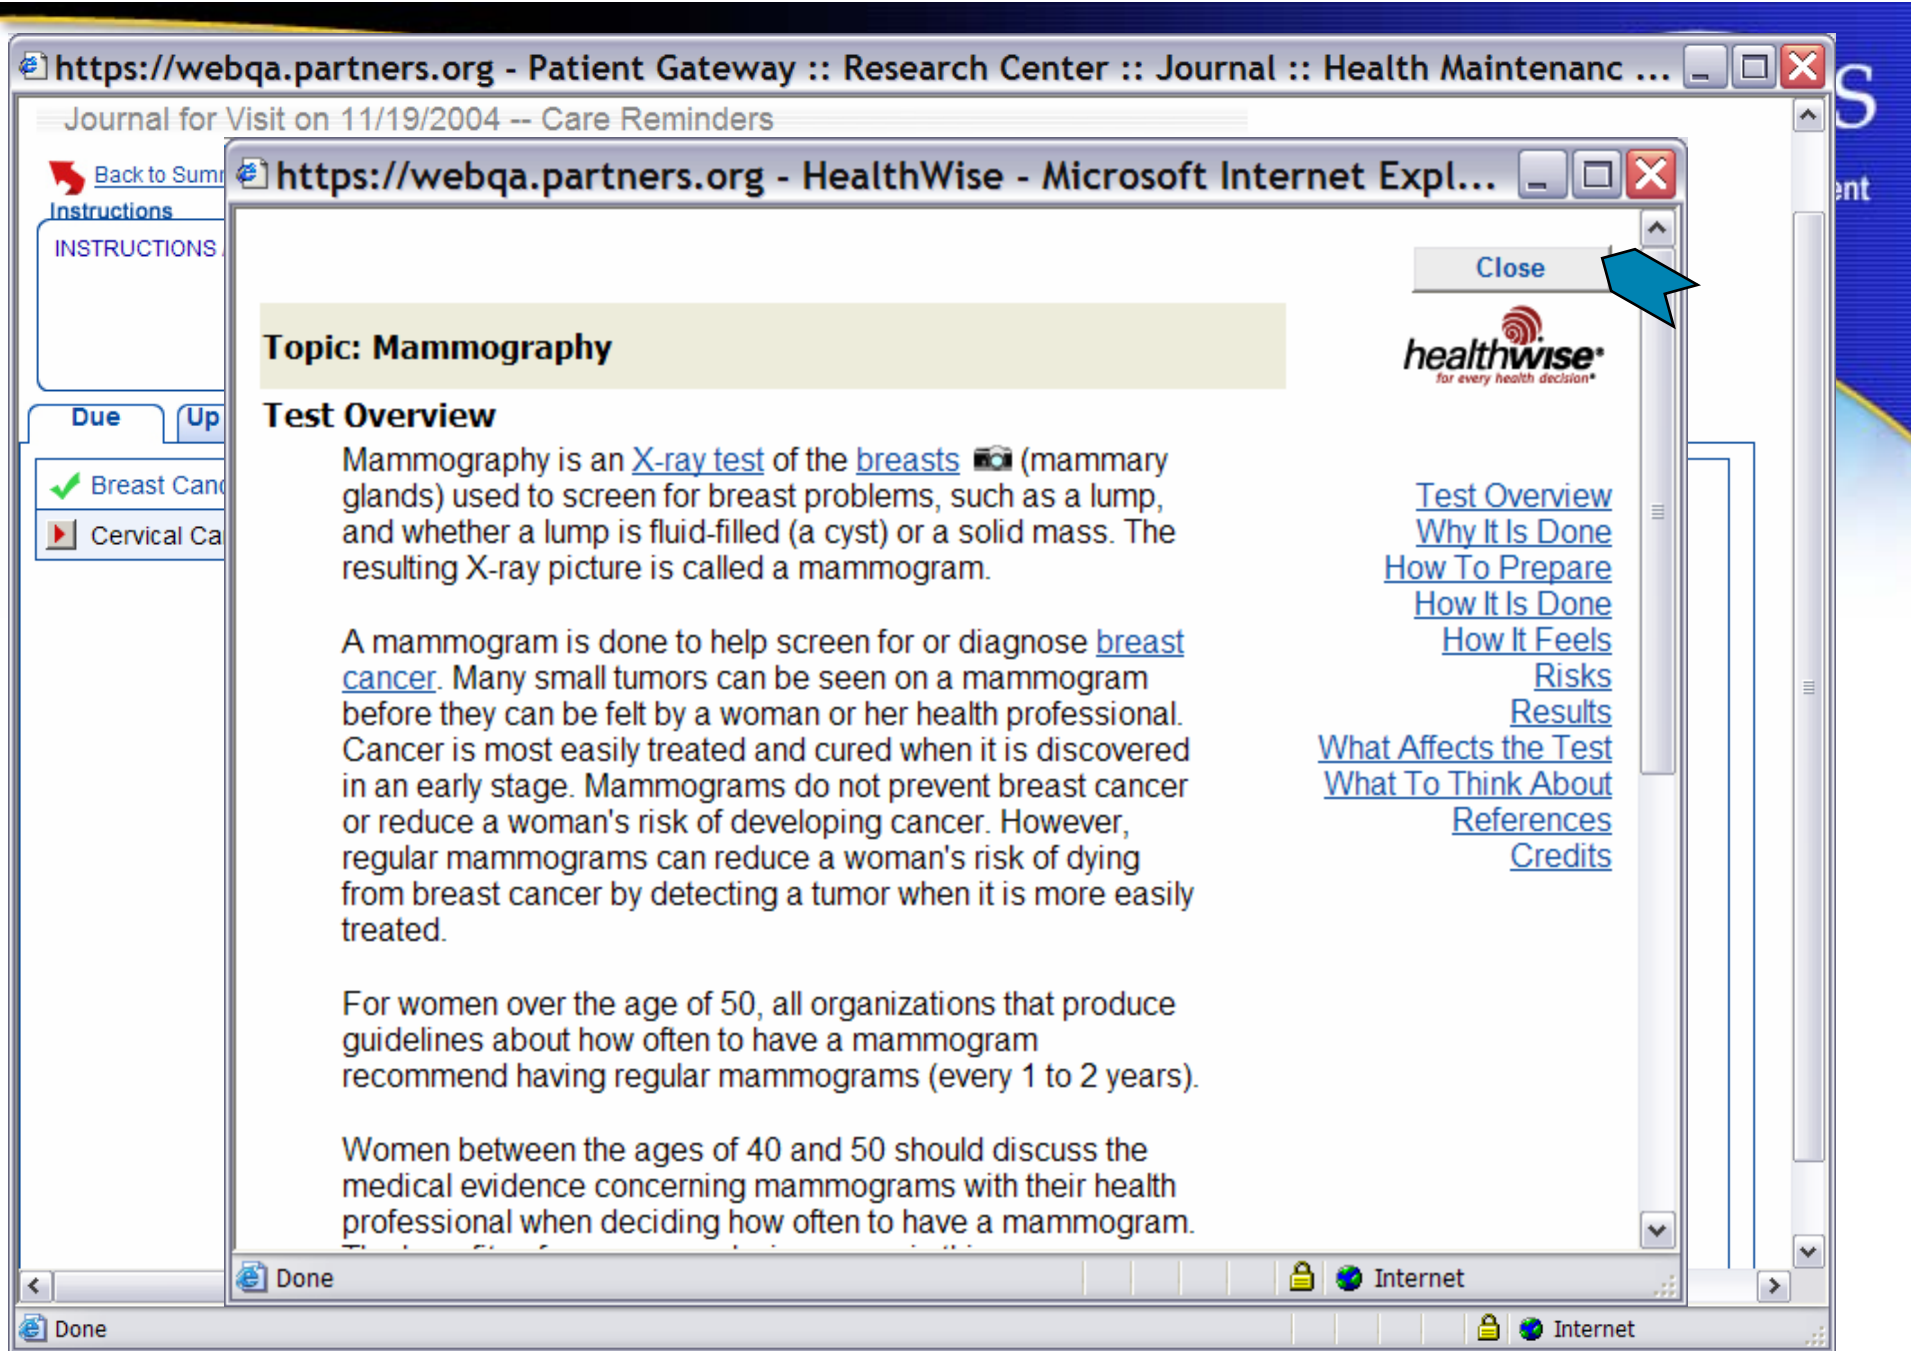 https://webqa.partners.org - Patient Gateway :: Research Center :: Journal :: Health Maintenanc ...
S
ent
Journal for Visit on 11/19/2004 -- Care Reminders
Back to Summ
Instructions
INSTRUCTIONS
Due
Up
Breast Canc
Cervical Ca
https://webqa.partners.org - HealthWise - Microsoft Internet Expl...
Close
healthwise®
for every health decision®
Topic: Mammography
Test Overview
Mammography is an X-ray test of the breasts (mammary
glands) used to screen for breast problems, such as a lump,
and whether a lump is fluid-filled (a cyst) or a solid mass. The
resulting X-ray picture is called a mammogram.
A mammogram is done to help screen for or diagnose breast
cancer. Many small tumors can be seen on a mammogram
before they can be felt by a woman or her health professional.
Cancer is most easily treated and cured when it is discovered
in an early stage. Mammograms do not prevent breast cancer
or reduce a woman's risk of developing cancer. However,
regular mammograms can reduce a woman's risk of dying
from breast cancer by detecting a tumor when it is more easily
treated.
For women over the age of 50, all organizations that produce
guidelines about how often to have a mammogram
recommend having regular mammograms (every 1 to 2 years).
Women between the ages of 40 and 50 should discuss the
medical evidence concerning mammograms with their health
professional when deciding how often to have a mammogram.
Test Overview
Why It Is Done
How To Prepare
How It Is Done
How It Feels
Risks
Results
What Affects the Test
What To Think About
References
Credits
Done
Internet
Done
Internet